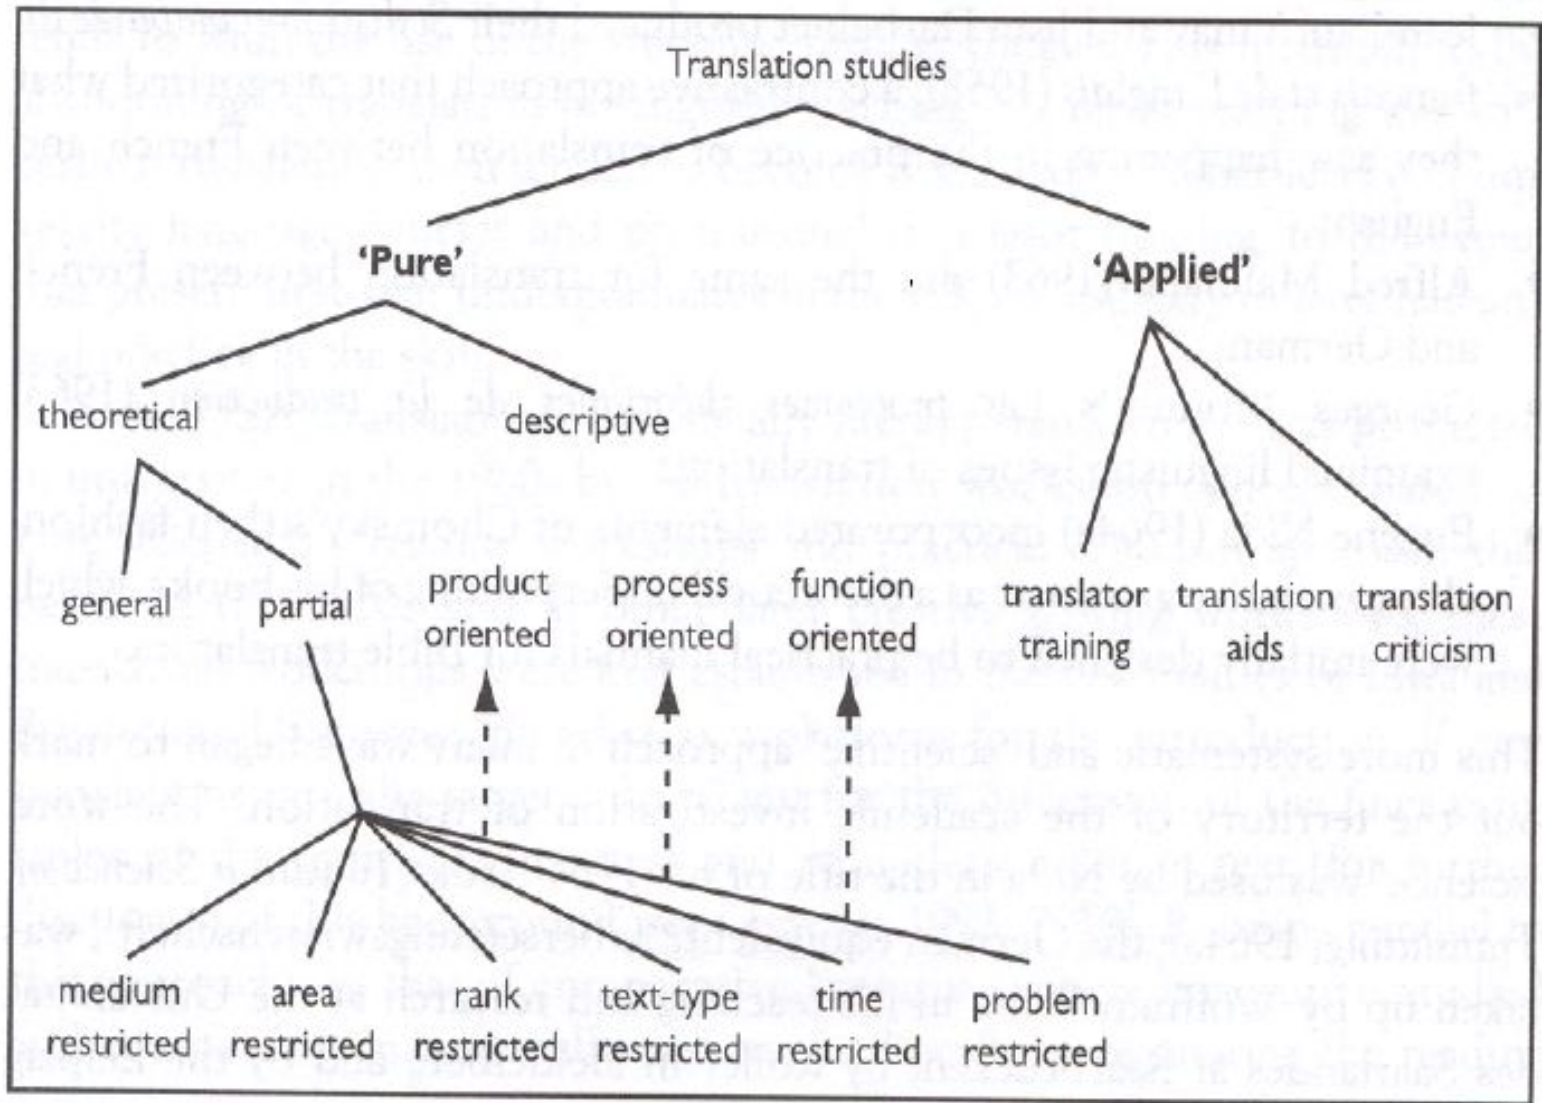 Translation studies
‘Pure’
‘Applied’
theoretical
descriptive
general
partial
product
oriented
process
oriented
function
oriented
translator
training
translation
aids
translation
criticism
medium
restricted
area
restricted
rank
restricted
text-type
restricted
time
restricted
problem
restricted